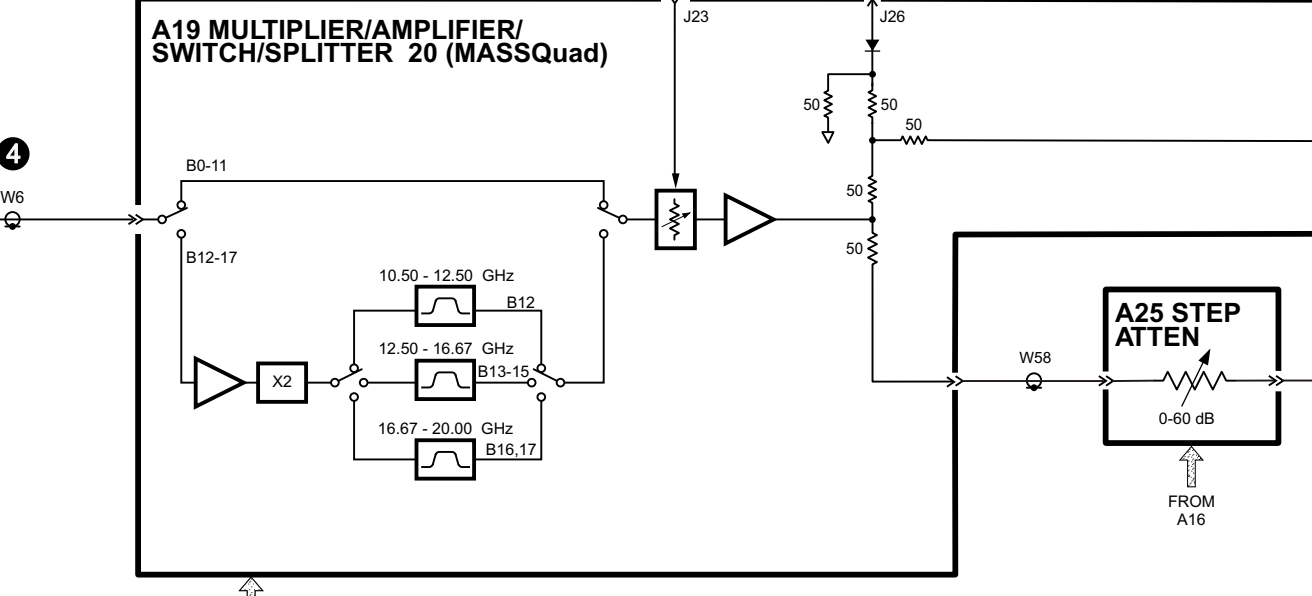 A19 MULTIPLIER/AMPLIFIER/
SWITCH/SPLITTER 20 (MASSQuad)
J23
J26
50
50
50
4
W6
B0-11
50
50
B12-17
10.50 - 12.50 GHz
B12
12.50 - 16.67 GHz
B13-15
X2
16.67 - 20.00 GHz
B16,17
W58
A25 STEP
ATTEN
0-60 dB
FROM
A16